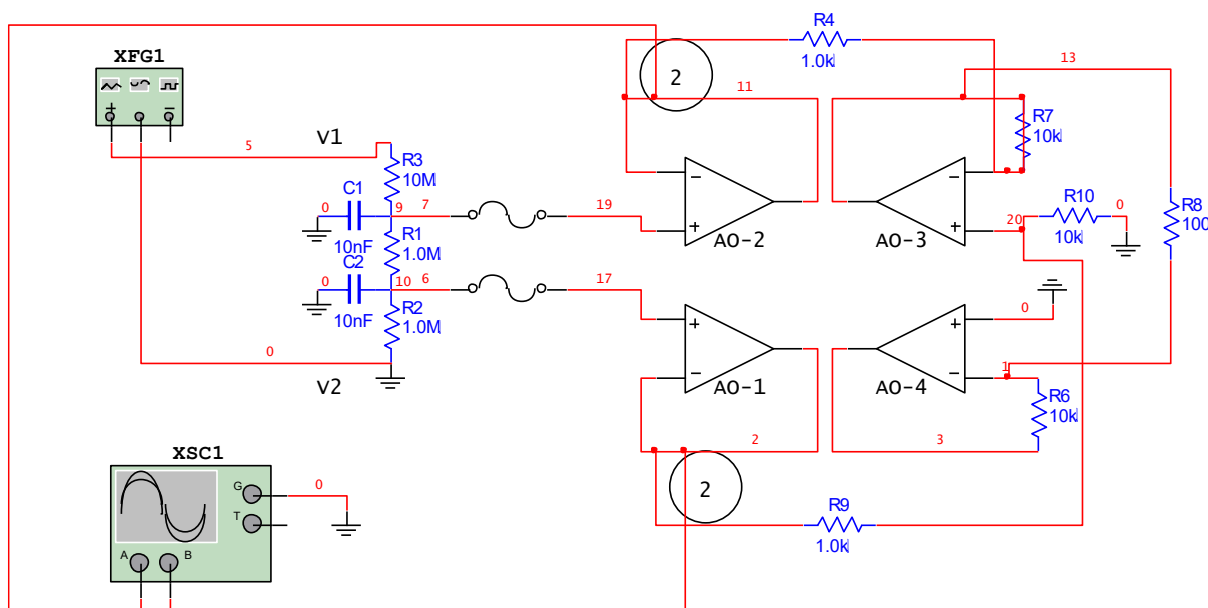 R4
1.0k
XFG1
2
13
11
V1
5
R7
10k
R3
10M
C1
0
9
7
19
R10
0
R8
100
10nF
R1
1.0M
AO-2
AO-3
20
10k
C2
0
10
6
17
10nF
R2
1.0M
0
0
V2
AO-1
AO-4
1
R6
10k
XSC1
2
3
G
0
T
2
R9
1.0k
A
B